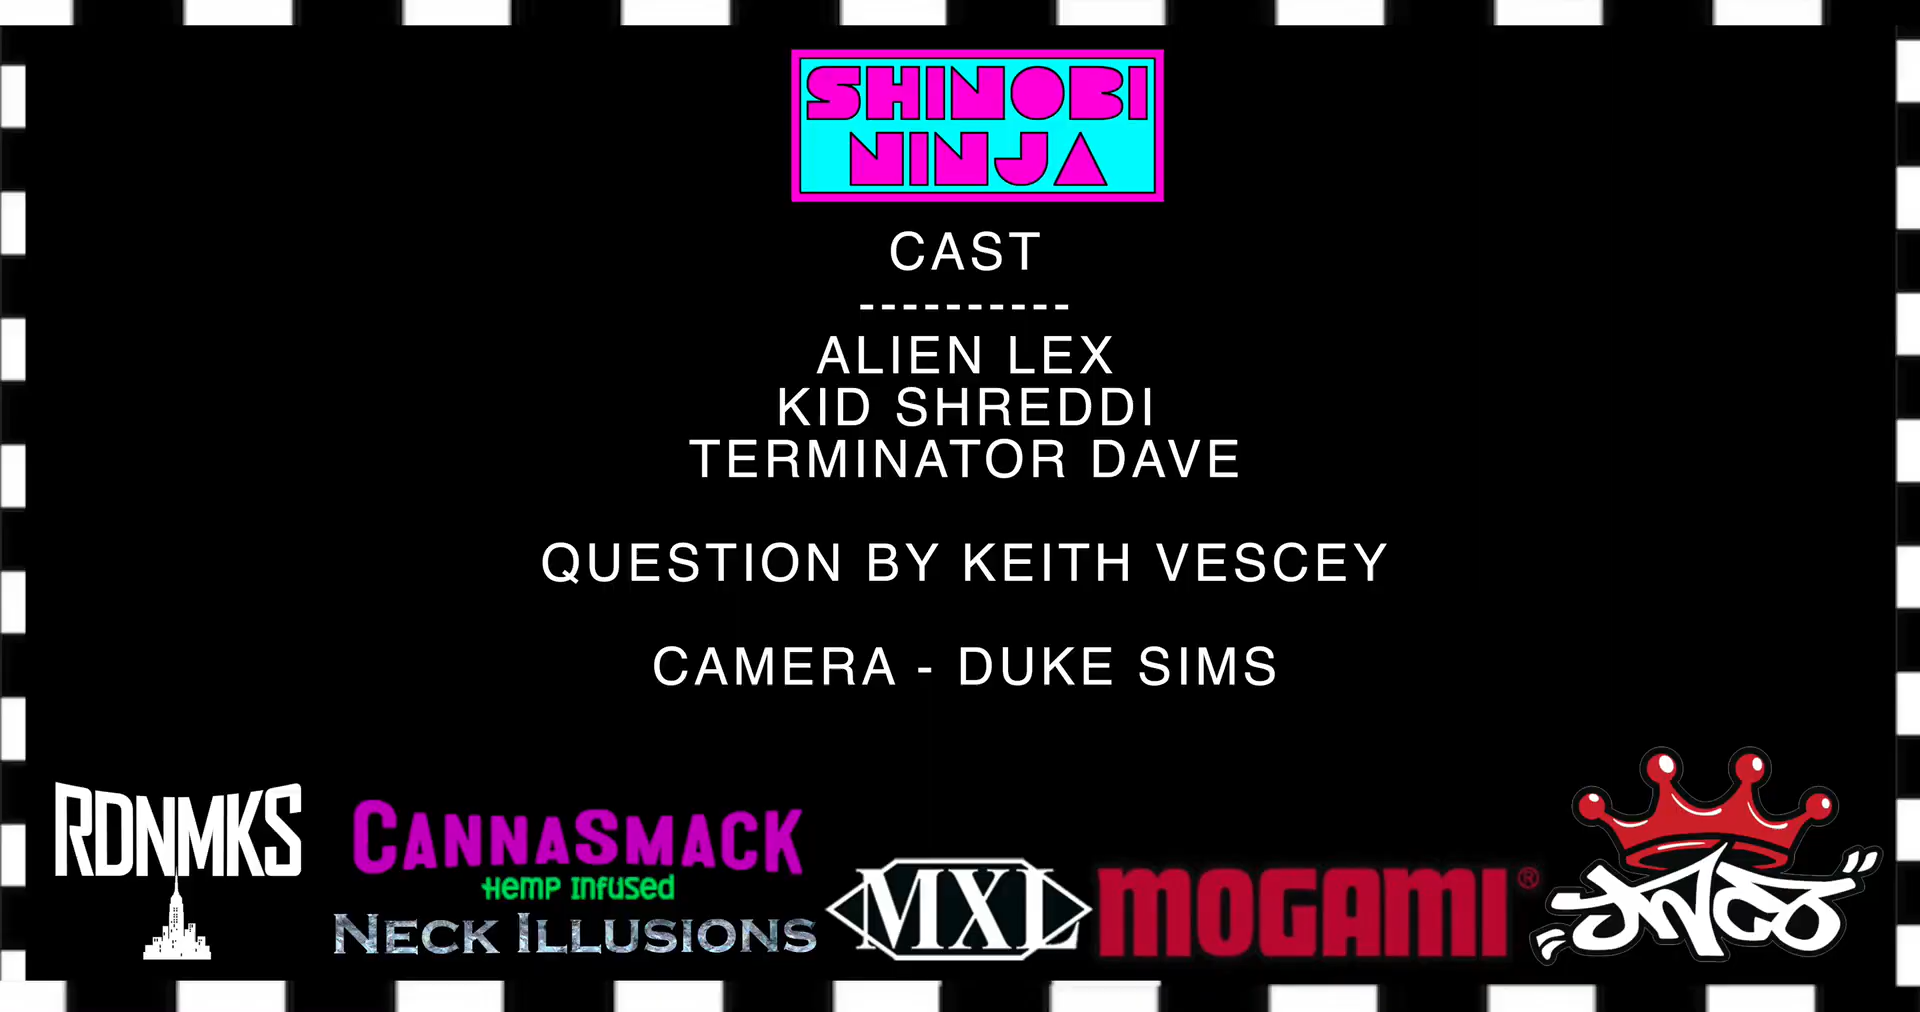 SHINOBI
NINJA
CAST
----------
ALIEN LEX
KID SHREDDI
TERMINATOR DAVE
QUESTION BY KEITH VESCEY
CAMERA - DUKE SIMS
RDNMKS
CANNASMACK
HEMP INFUSED
NECK ILLUSIONS
MXL
MOGAMI®
JNCO